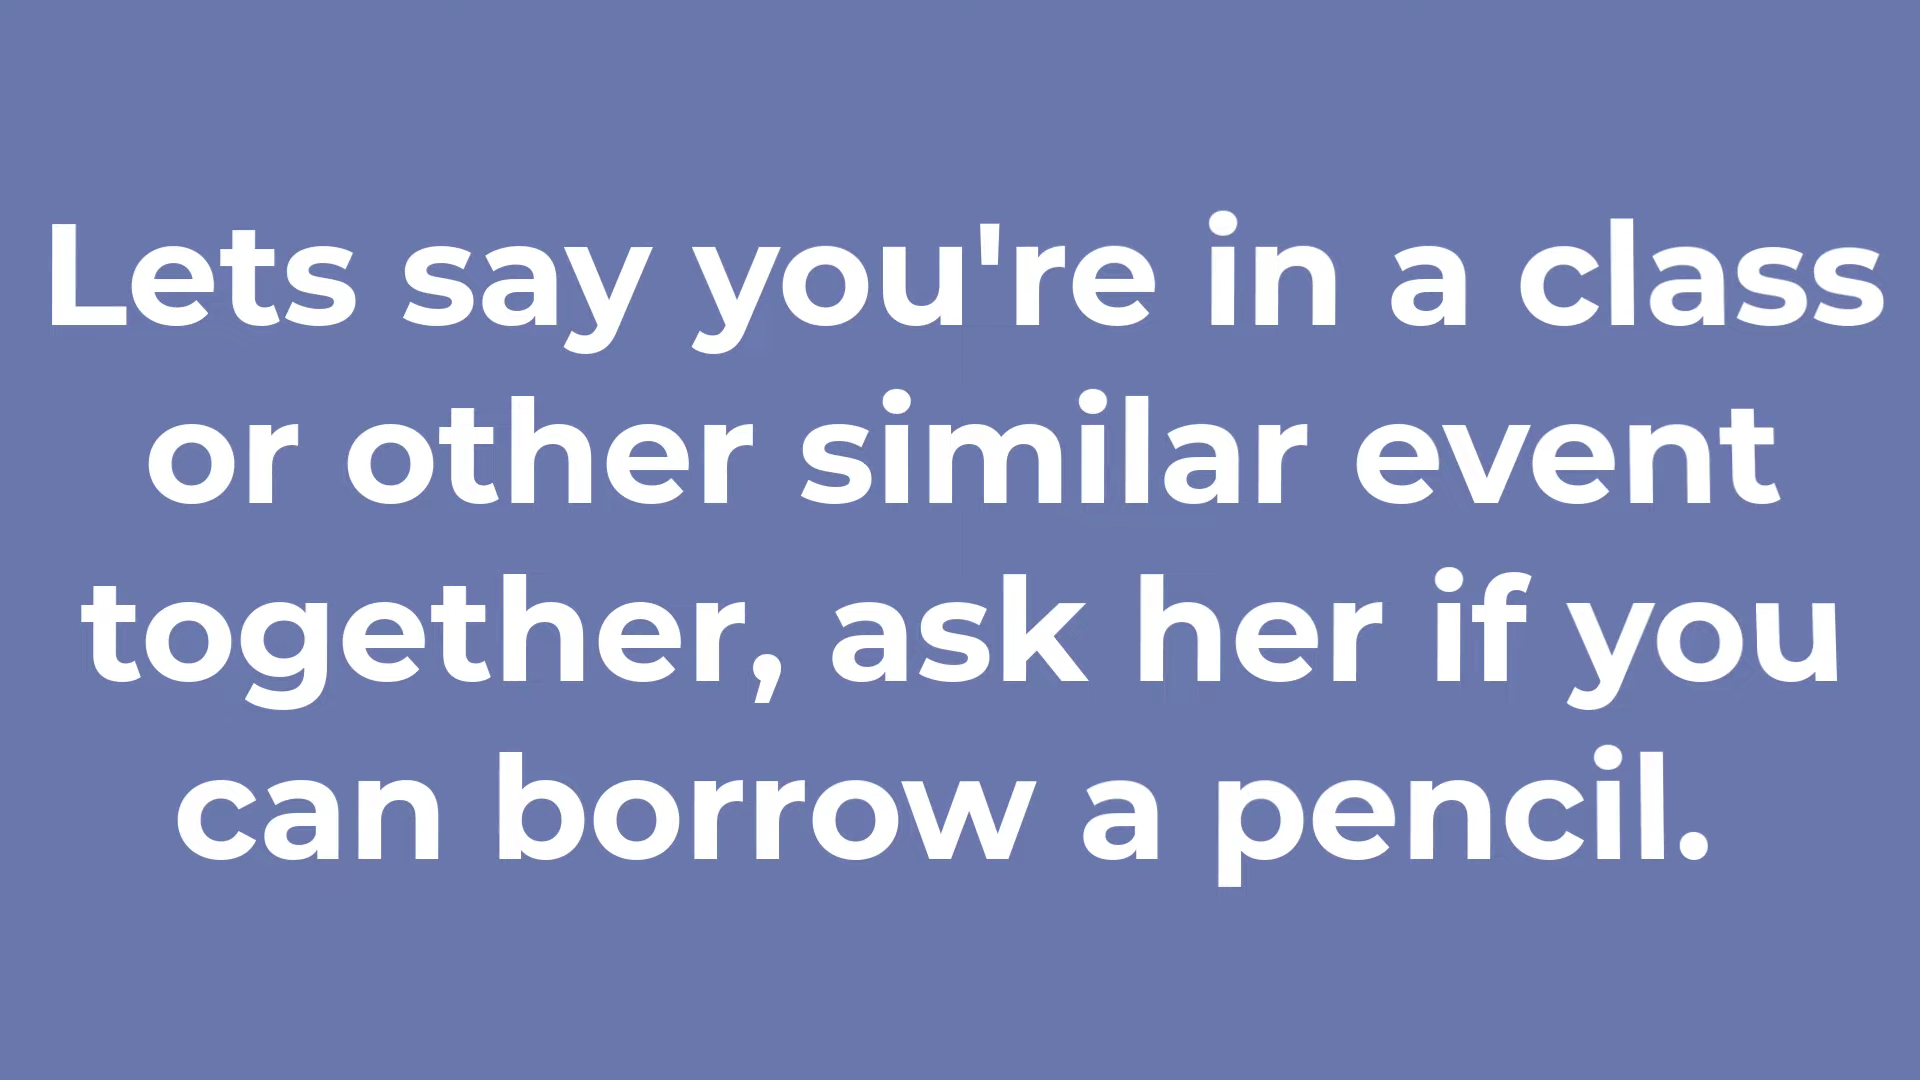 Lets say you're in a class
or other similar event
together, ask her if you
can borrow a pencil.